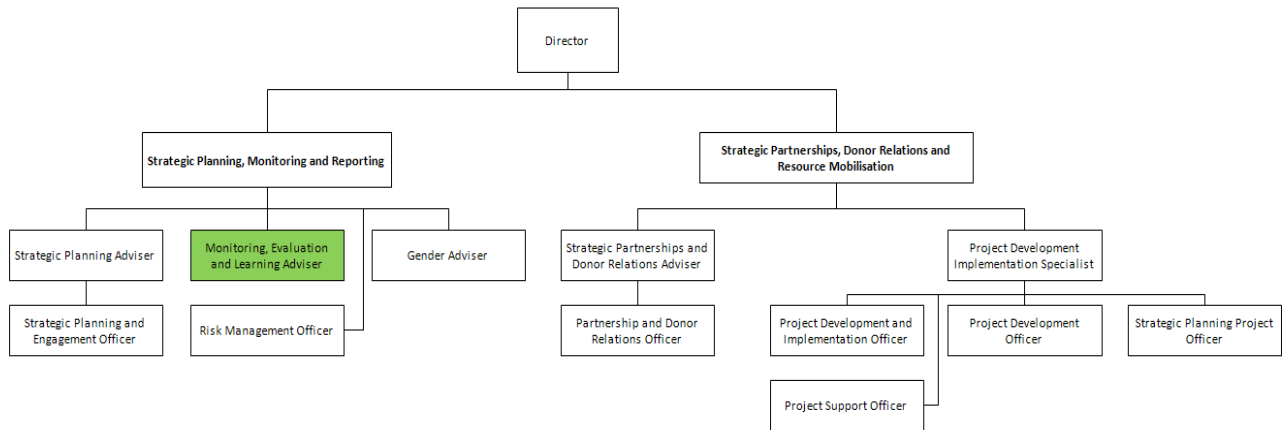 Director
Strategic Planning, Monitoring and Reporting
Strategic Partnerships, Donor Relations and
Resource Mobilisation
Strategic Planning Adviser
Monitoring, Evaluation
and Learning Adviser
Gender Adviser
Strategic Partnerships and
Donor Relations Adviser
Project Development
Implementation Specialist
Strategic Planning and
Engagement Officer
Risk Management Officer
Partnership and Donor
Relations Officer
Project Development and
Implementation Officer
Project Development
Officer
Strategic Planning Project
Officer
Project Support Officer